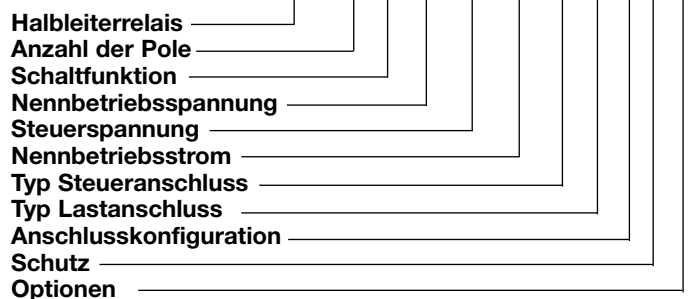 Halbleiterrelais
Anzahl der Pole
Schaltfunktion
Nennbetriebsspannung
Steuerspannung
Nennbetriebsstrom
Typ Steueranschluss
Typ Lastanschluss
Anschlusskonfiguration
Schutz
Optionen